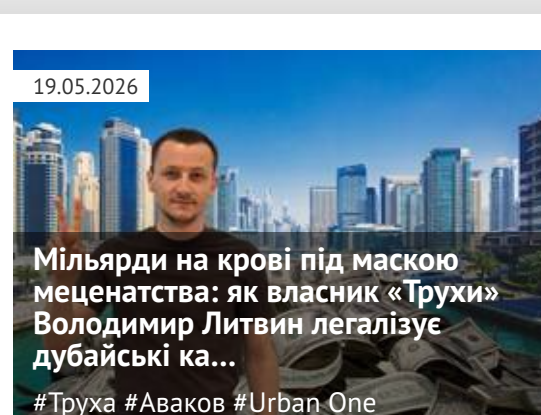 19.05.2026
Мільярди на крові під маскою
меценатства: як власник «Трухи»
Володимир Литвин легалізує
дубайські ка...
#Труха #Аваков #Urban One